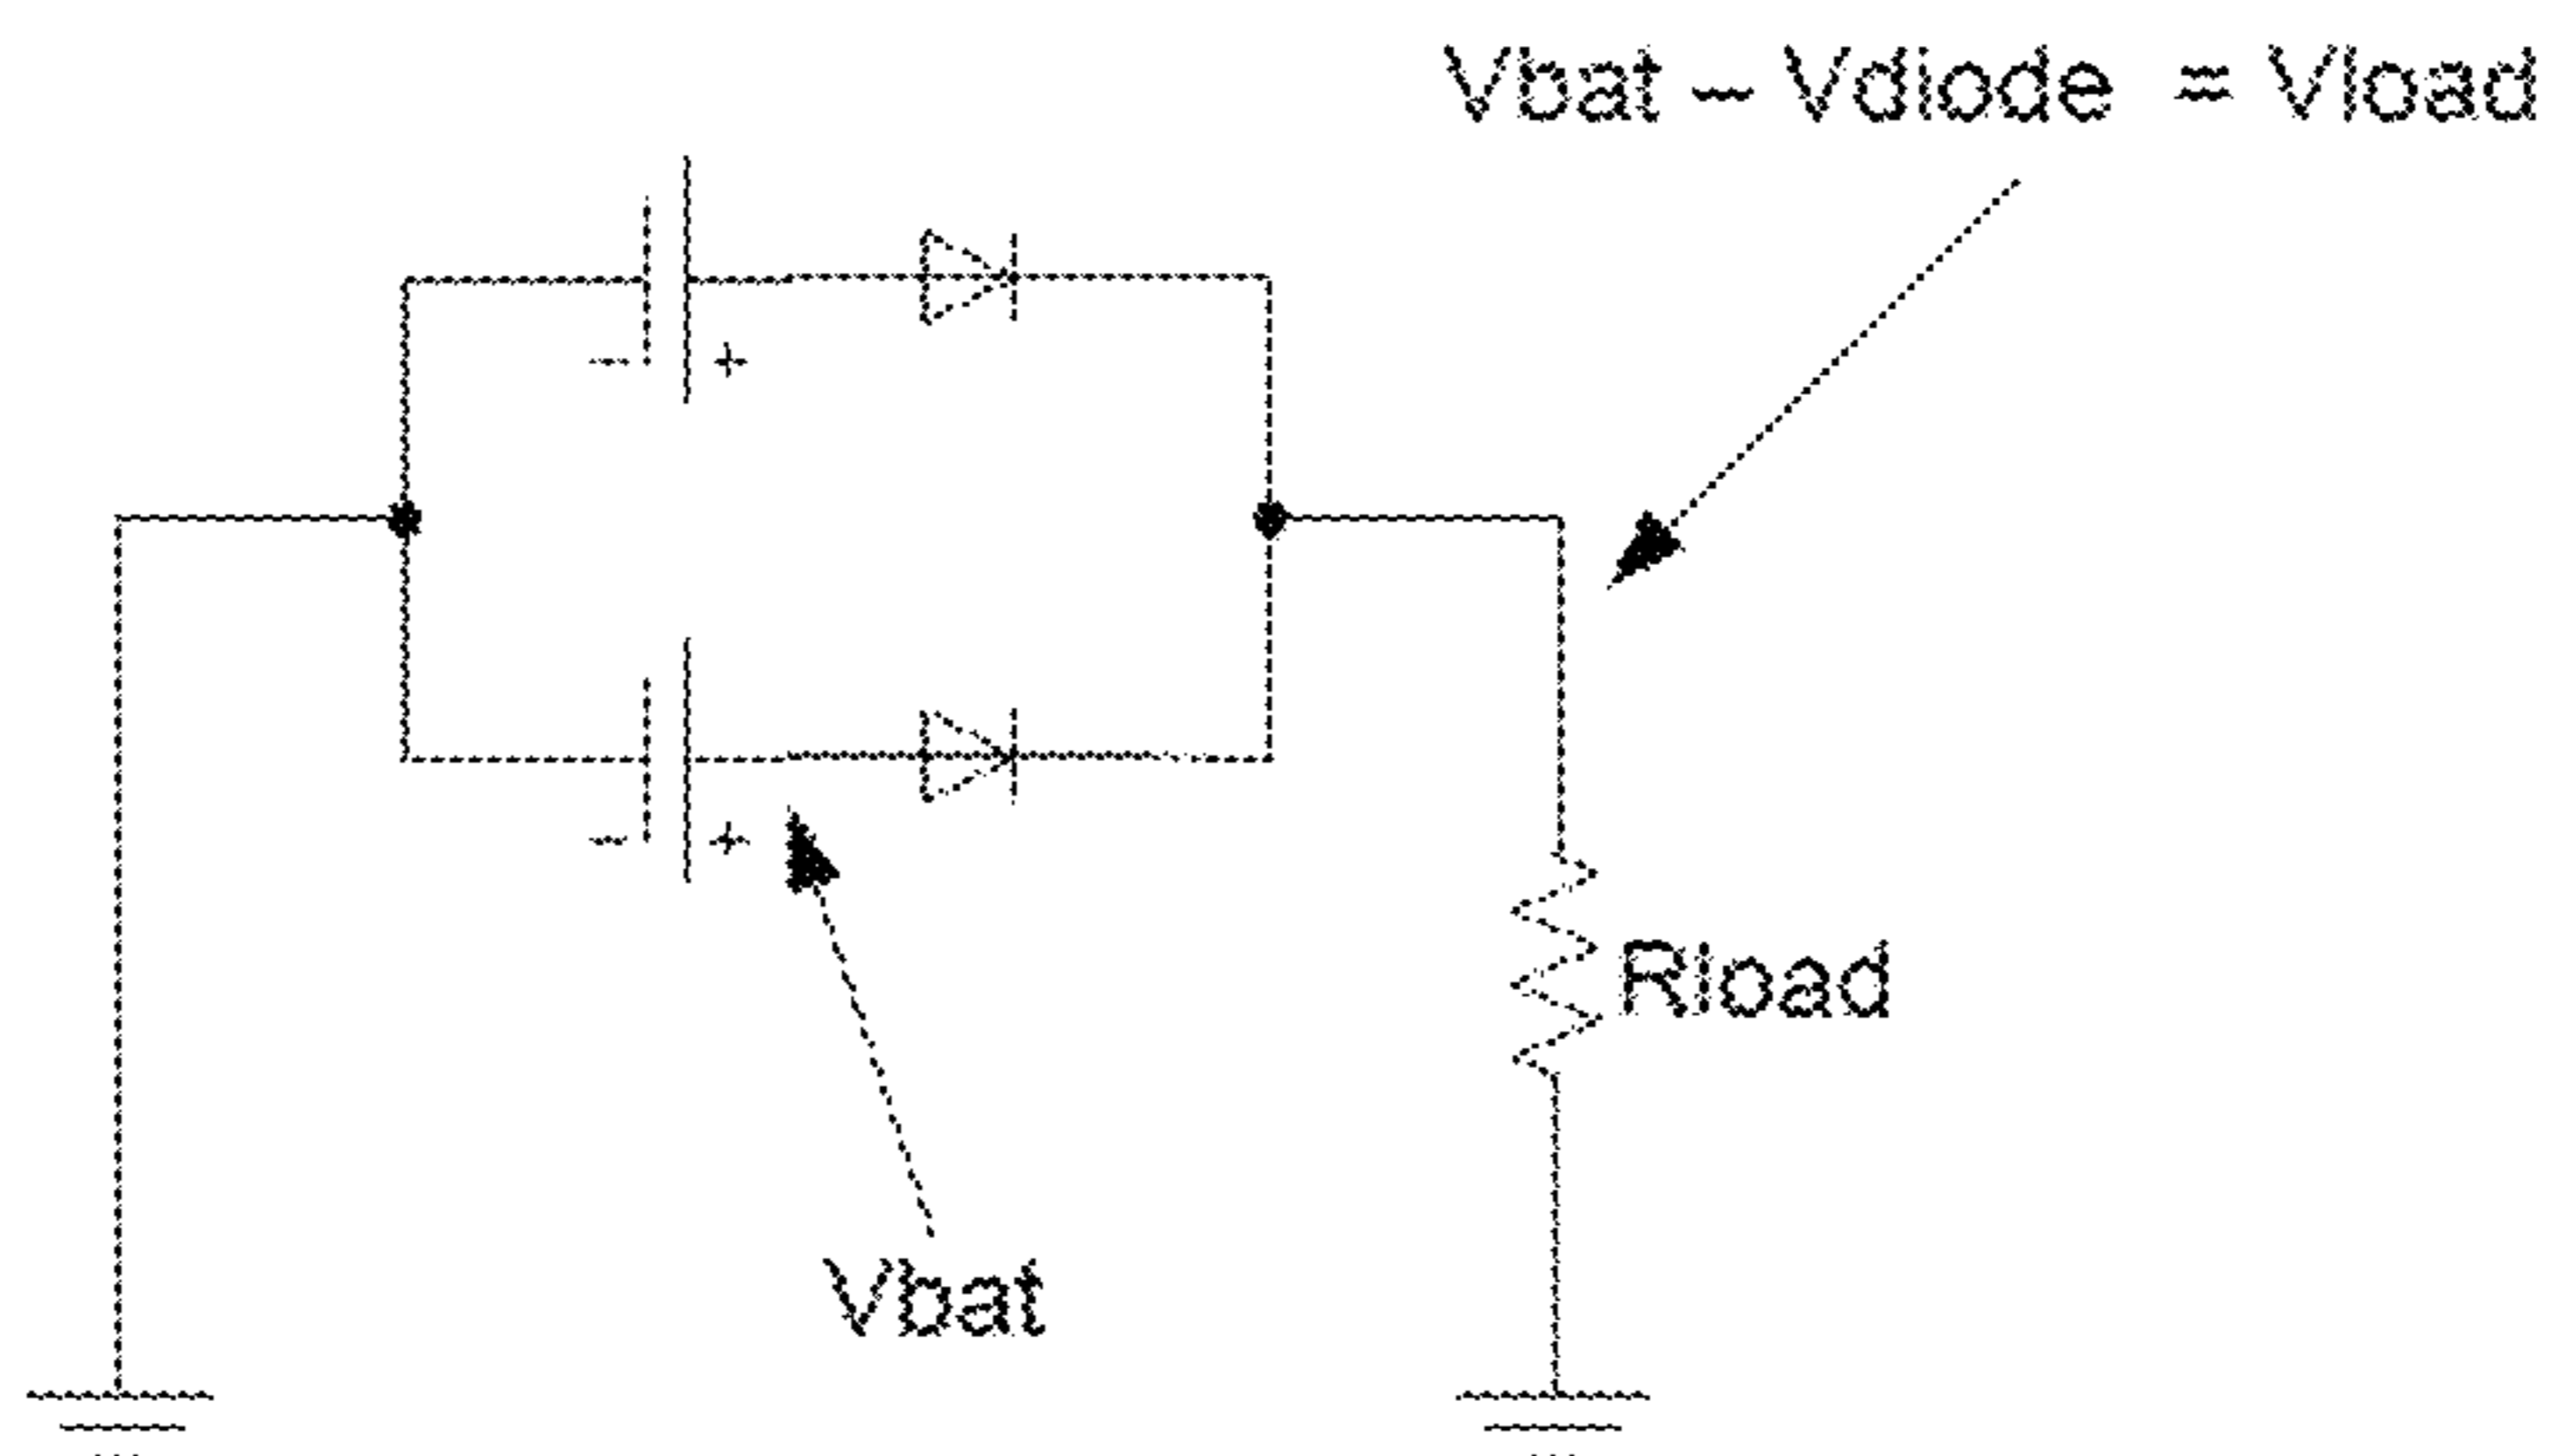 Vbat – Vdiode = Vload
− +
− +
Rload
Vbat